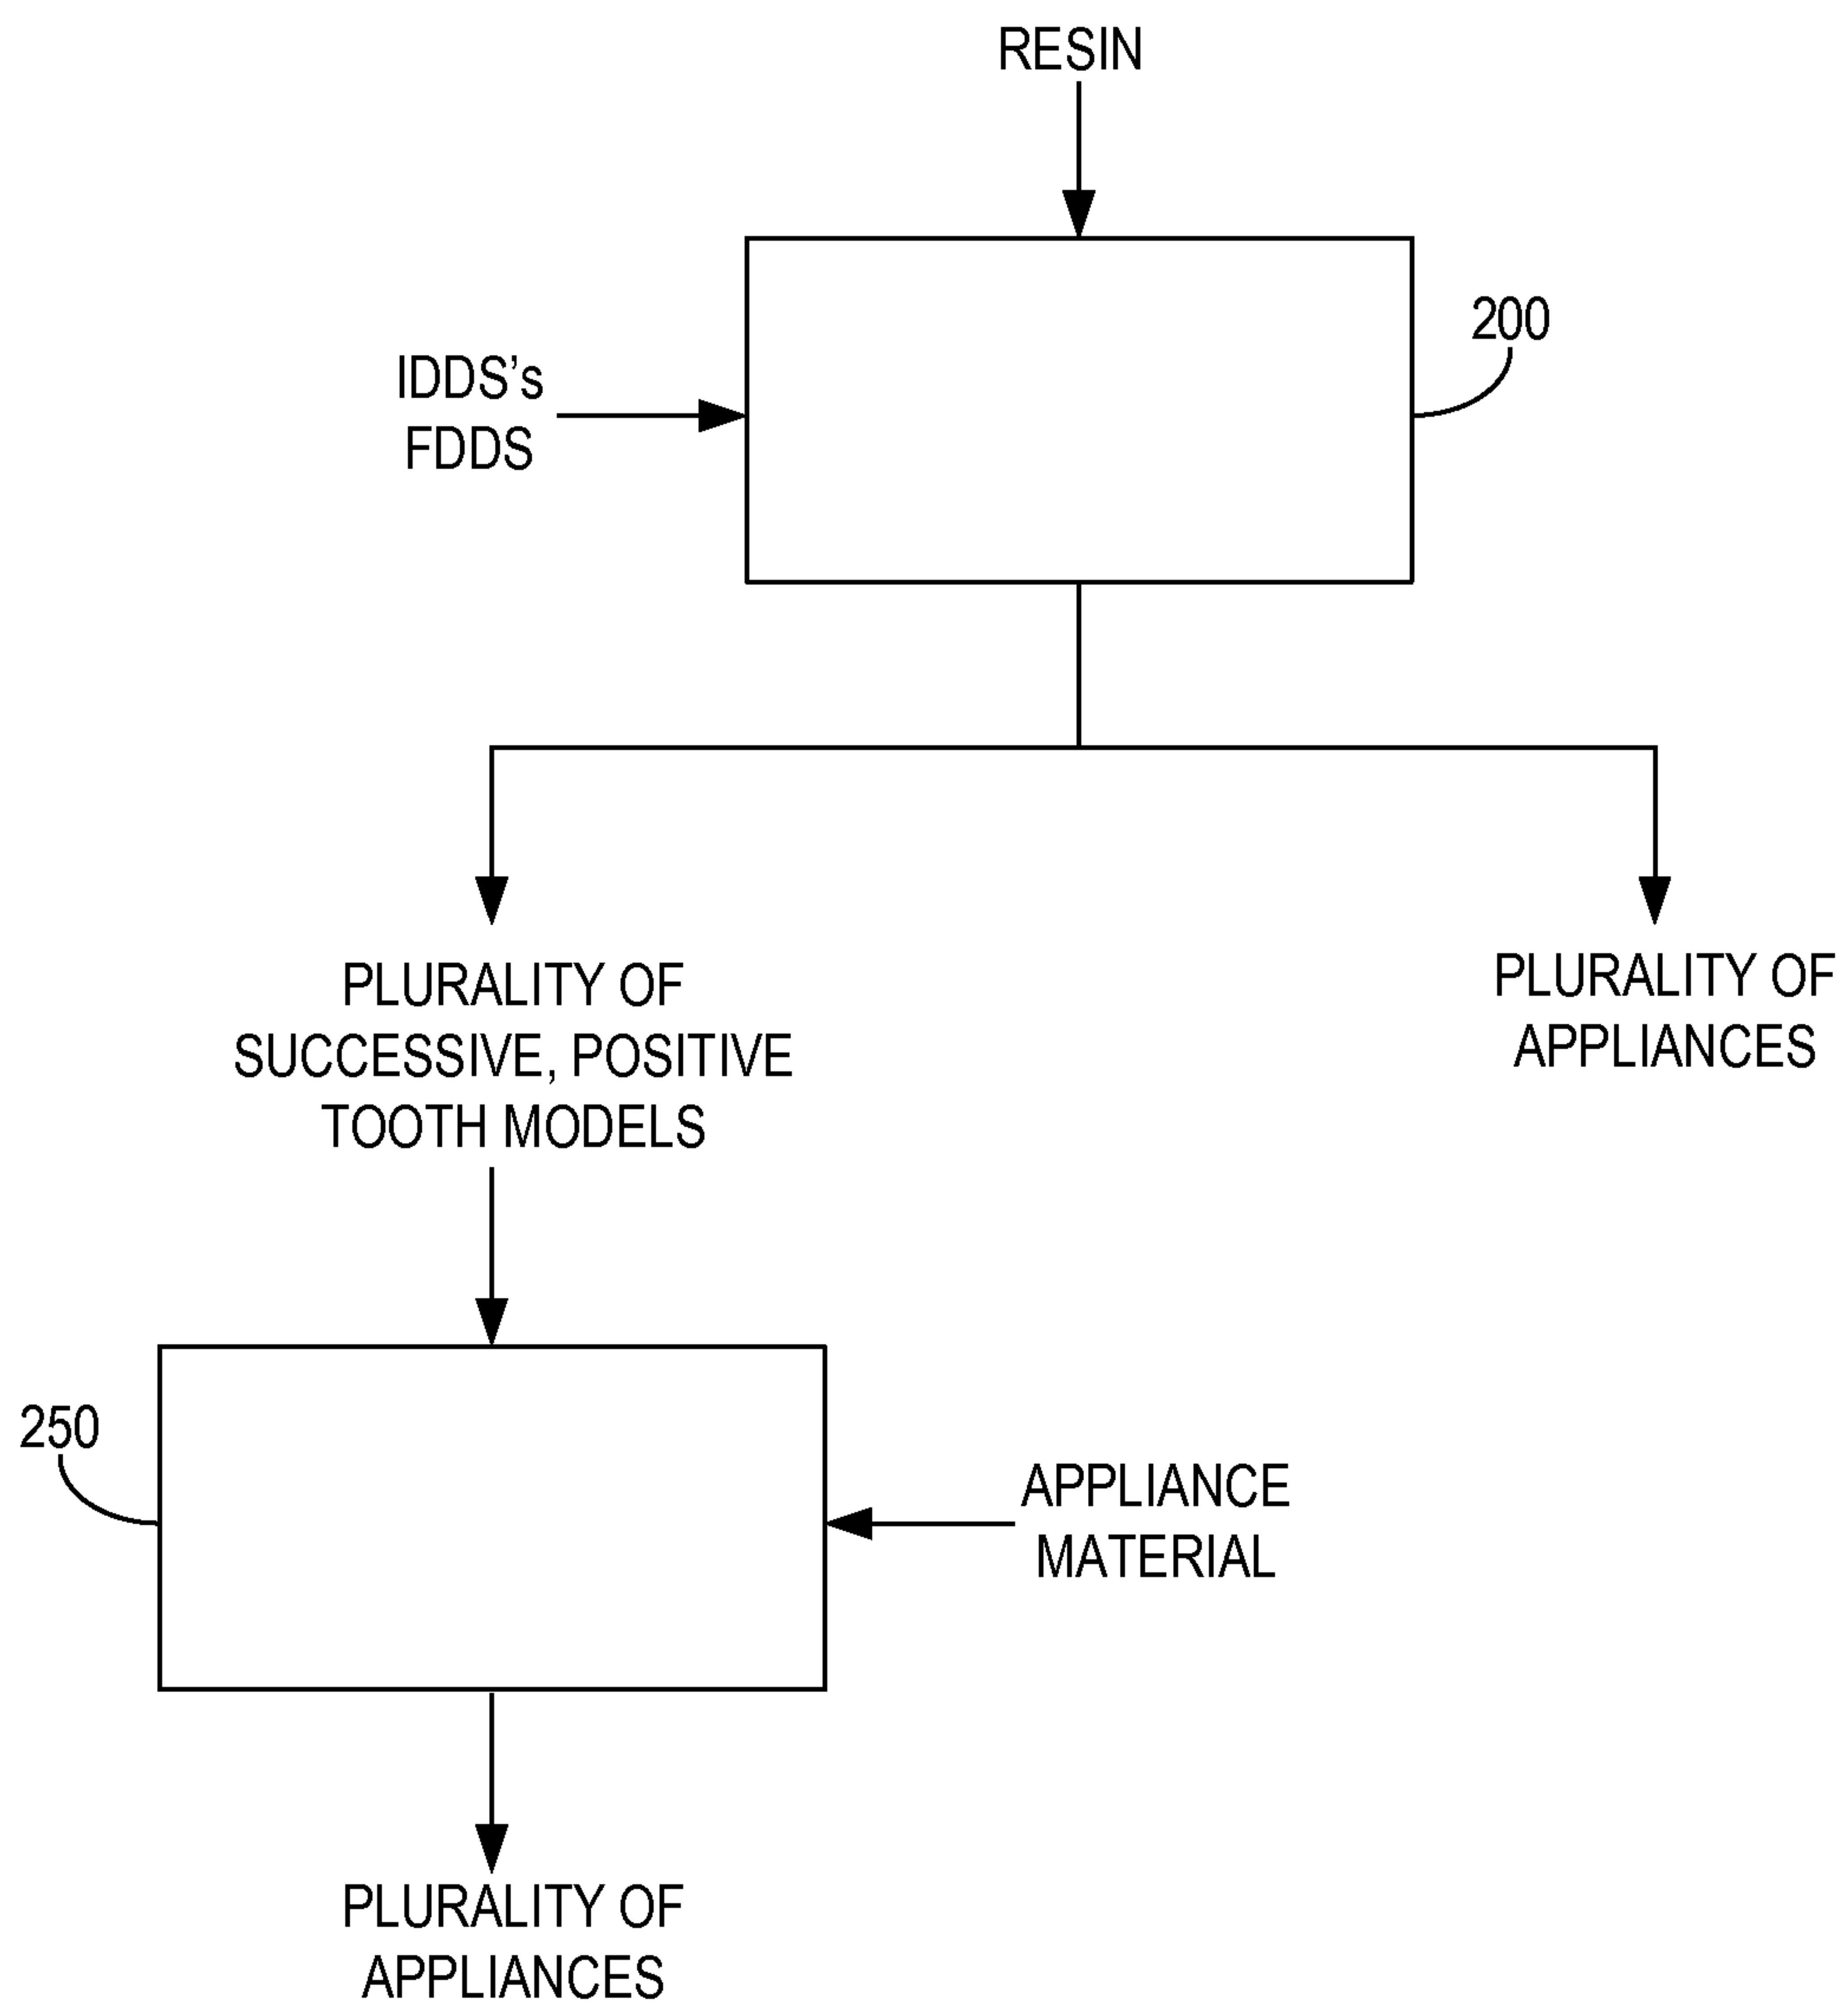 RESIN
200
IDDS's
FDDS
PLURALITY OF
SUCCESSIVE, POSITIVE
TOOTH MODELS
PLURALITY OF
APPLIANCES
250
APPLIANCE
MATERIAL
PLURALITY OF
APPLIANCES